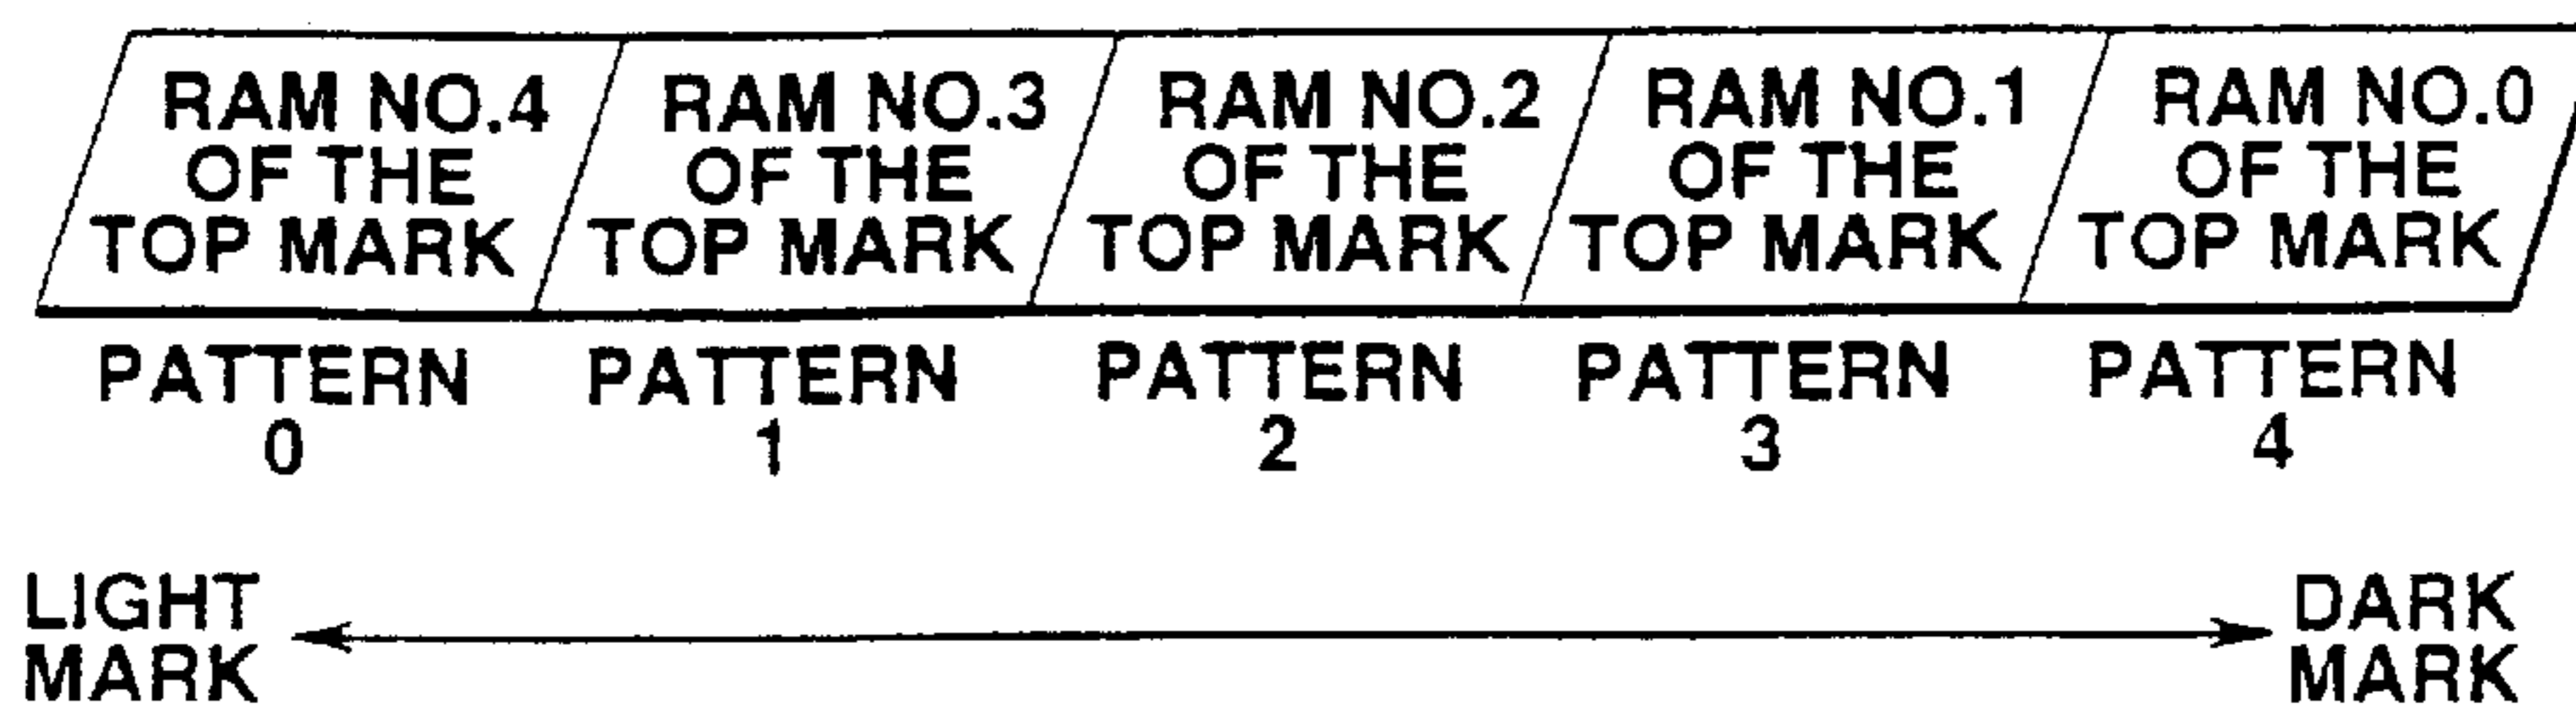 RAM NO.4 RAM NO.3 RAM NO.2 RAM NO.1 RAM NO.0
OF THE OF THE OF THE OF THE OF THE
TOP MARK TOP MARK TOP MARK TOP MARK TOP MARK
PATTERN PATTERN PATTERN PATTERN PATTERN
0 1 2 3 4
LIGHT DARK
MARK MARK